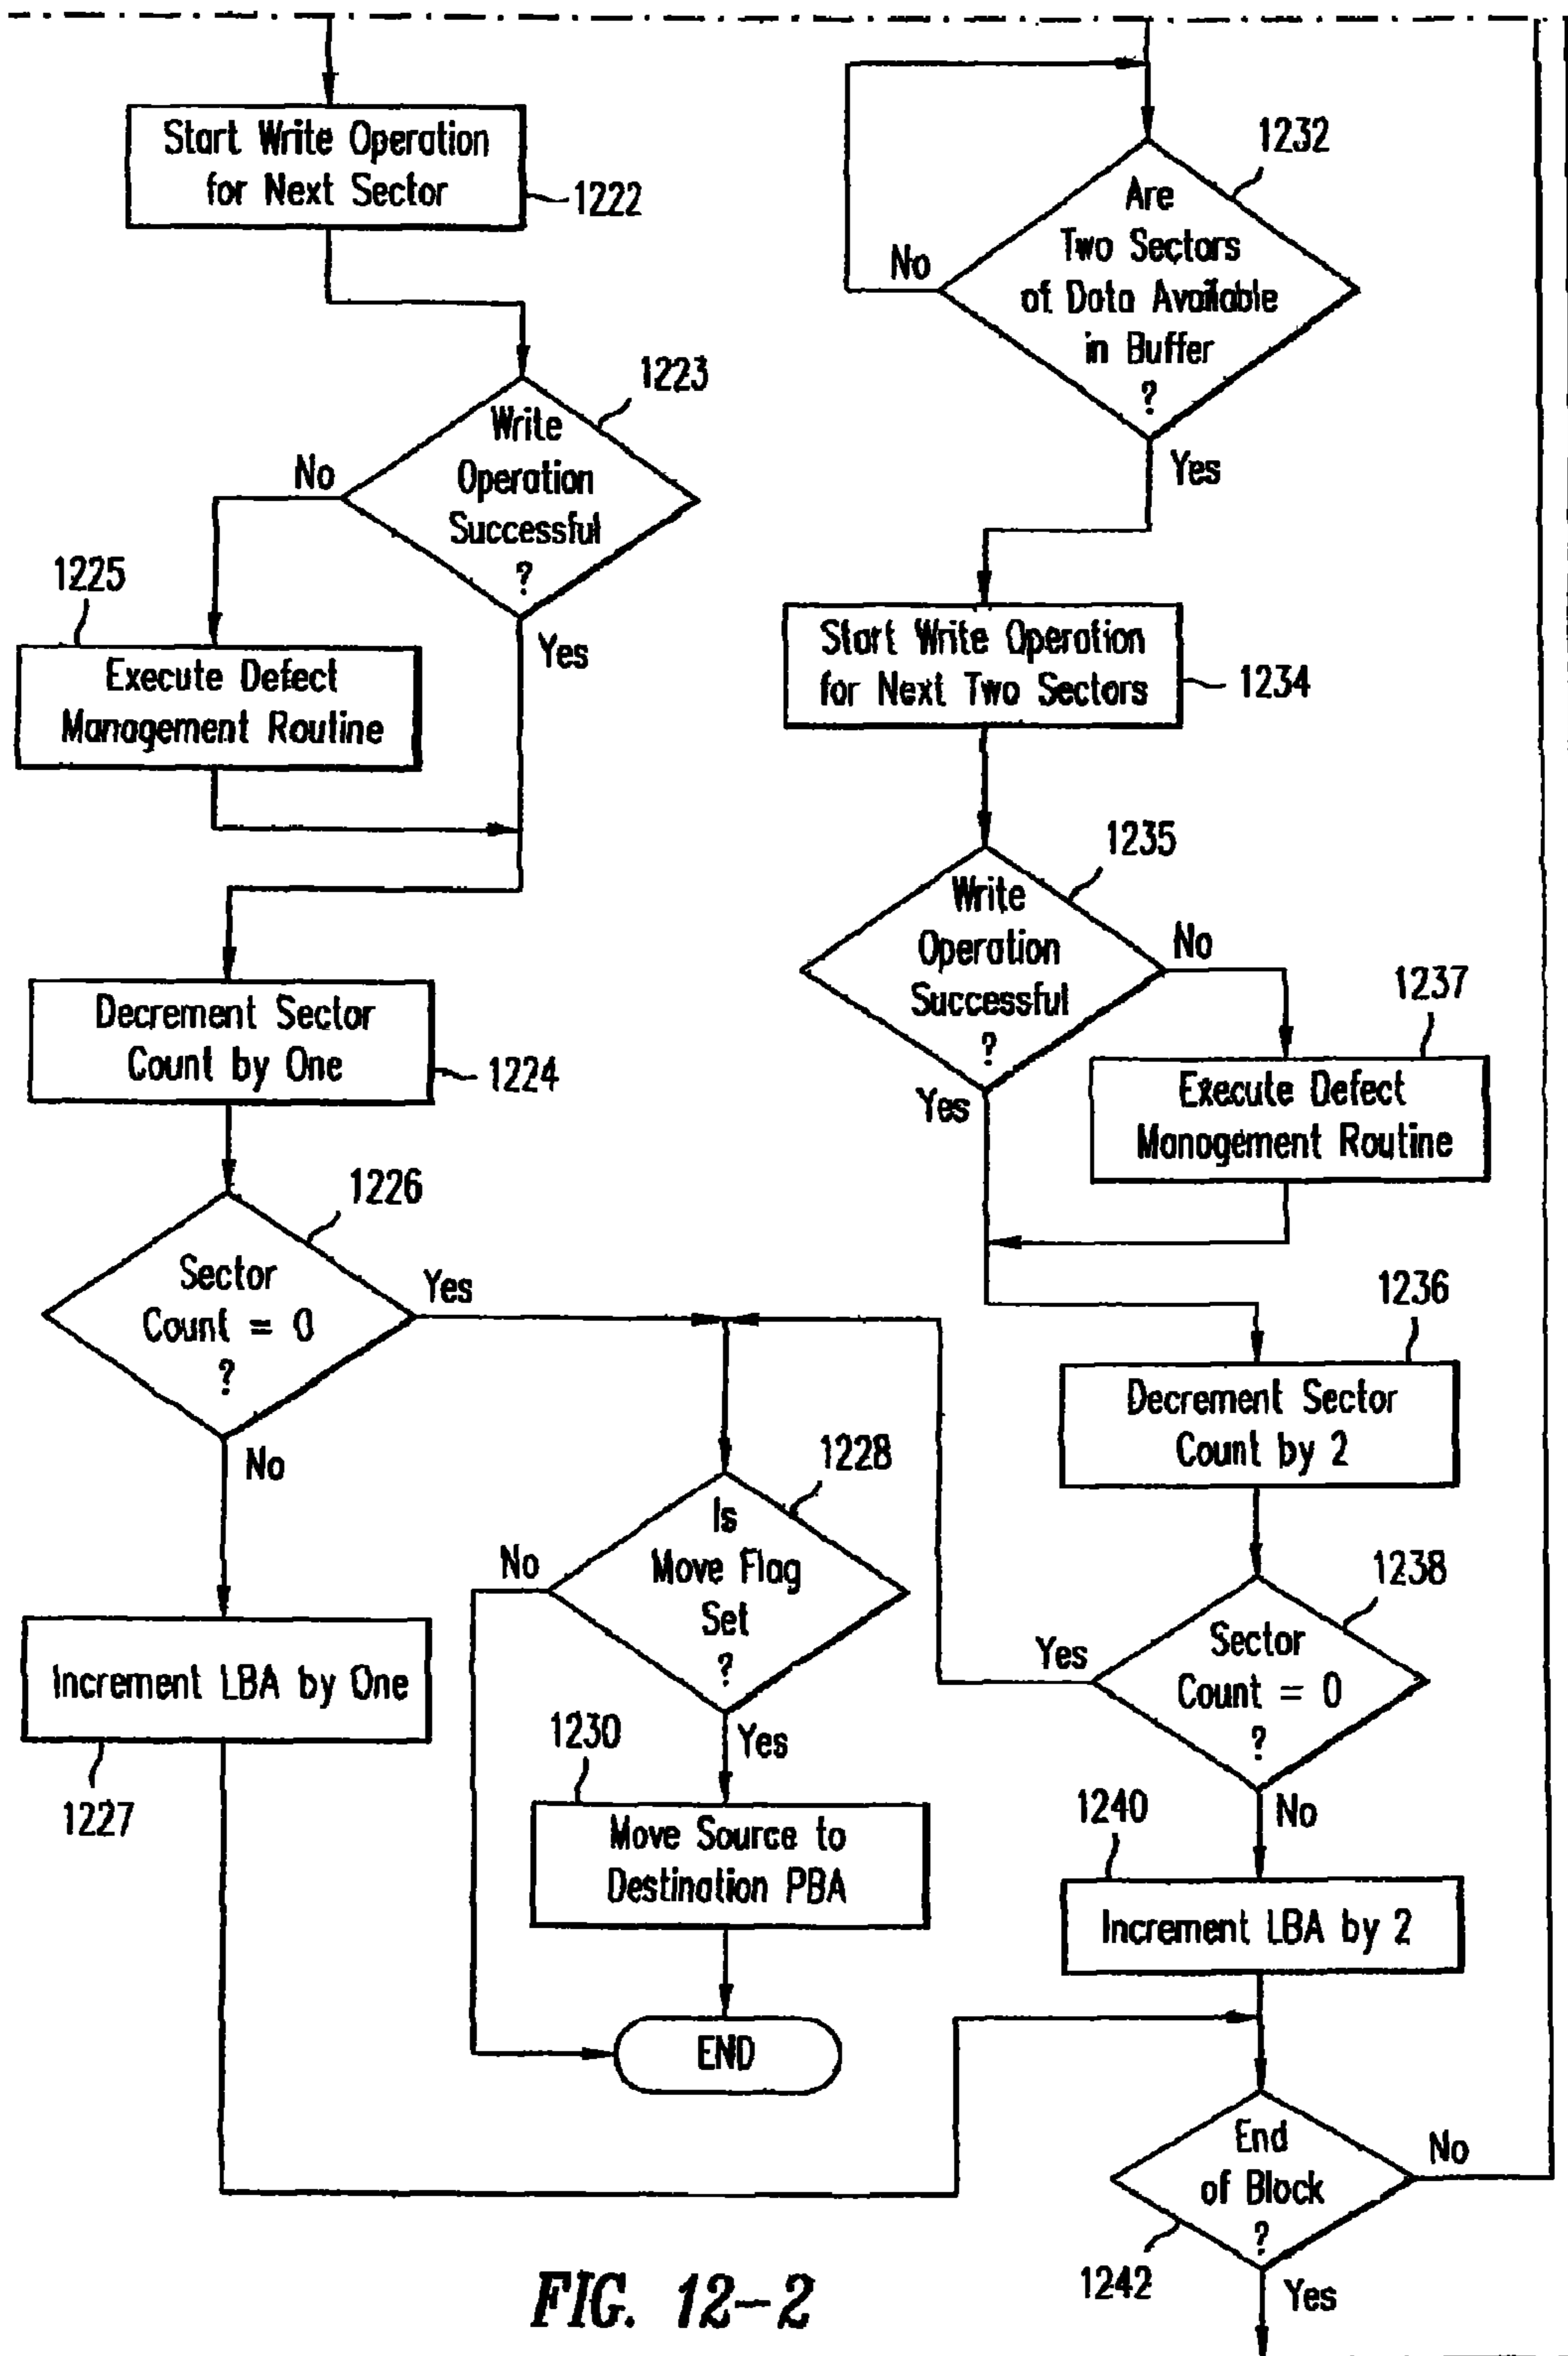 Start Write Operation
for Next Sector
1222
1223
Write
Operation
Successful
?
No
Yes
1225
Execute Defect
Management Routine
Decrement Sector
Count by One
1224
1226
Sector
Count = 0
?
Yes
No
Increment LBA by One
1227
1228
Is
Move Flag
Set
?
No
Yes
1230
Move Source to
Destination PBA
END
1232
Are
Two Sectors
of Data Available
in Buffer
?
No
Yes
Start Write Operation
for Next Two Sectors
1234
1235
Write
Operation
Successful
?
No
Yes
1237
Execute Defect
Management Routine
1236
Decrement Sector
Count by 2
1238
Sector
Count = 0
?
Yes
No
1240
Increment LBA by 2
End
of Block
?
No
1242
Yes
FIG. 12-2